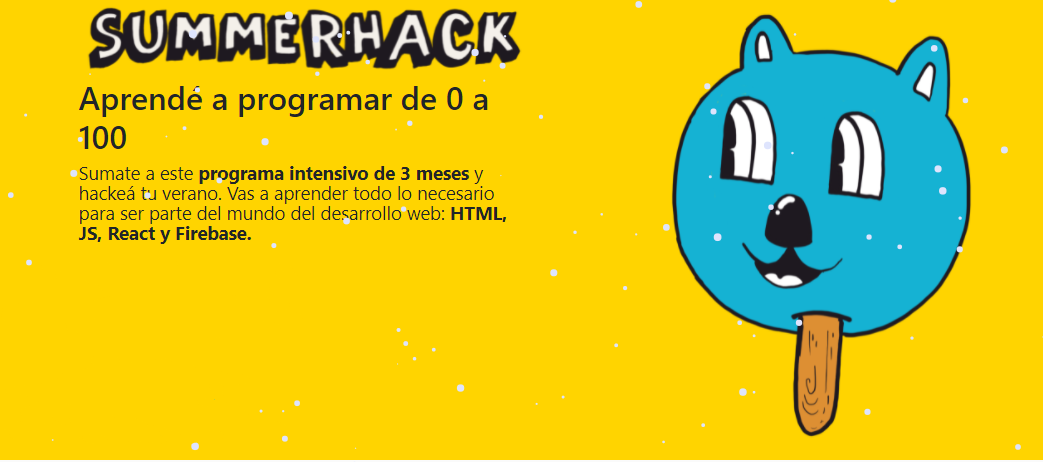 SUMMERHACK
Aprendé a programar de 0 a
100
Sumate a este programa intensivo de 3 meses y
hackeá tu verano. Vas a aprender todo lo necesario
para ser parte del mundo del desarrollo web: HTML,
JS, React y Firebase.